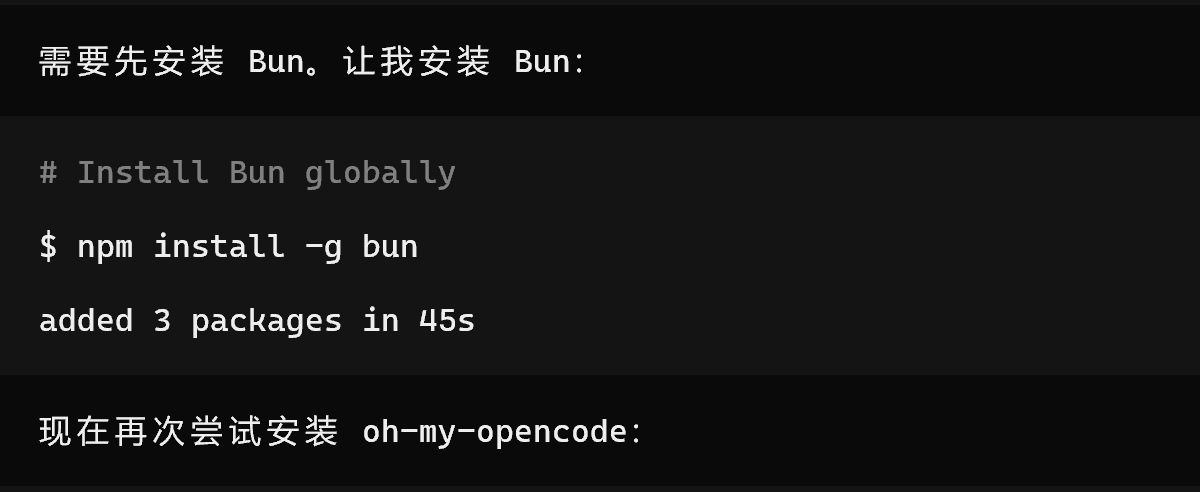 需要先安装 Bun。让我安装 Bun:
# Install Bun globally
$ npm install -g bun
added 3 packages in 45s
现在再次尝试安装 oh-my-opencode: